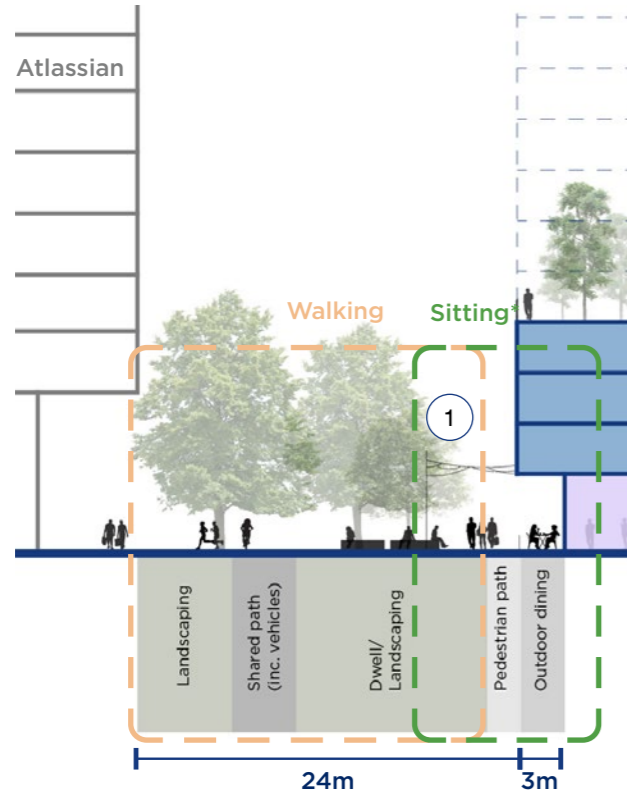 Atlassian
Walking
Sitting*
1
Landscaping
Shared path
(inc. vehicles)
Dwell/
Landscaping
Pedestrian path
Outdoor dining
24m
3m